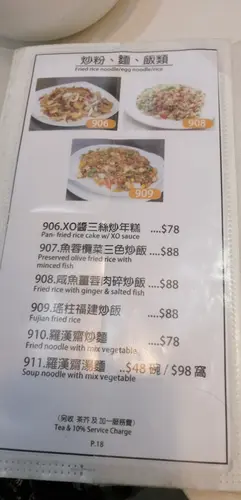 炒粉、麵、飯類
Fried rice noodle/egg noodle/rice
906
908
909
906.XO醬三絲炒年糕 ....$78
Pan- fried rice cake w/ XO sauce
907.魚蓉欖菜三色炒飯 ....$88
Preserved olive fried rice with
minced fish
908.咸魚薑蓉肉碎炒飯....$88
Fried rice with ginger & salted fish
909.瑤柱福建炒飯 ....$88
Fujian fried rice
910.羅漢齋炒麵 ....$78
Fried noodle with mix vegetable
911.羅漢齋湯麵 ..$48 碗 / $98 窩
Soup noodle with mix vegetable
(另收 茶芥 及 加一服務費)
Tea & 10% Service Charge
P.18